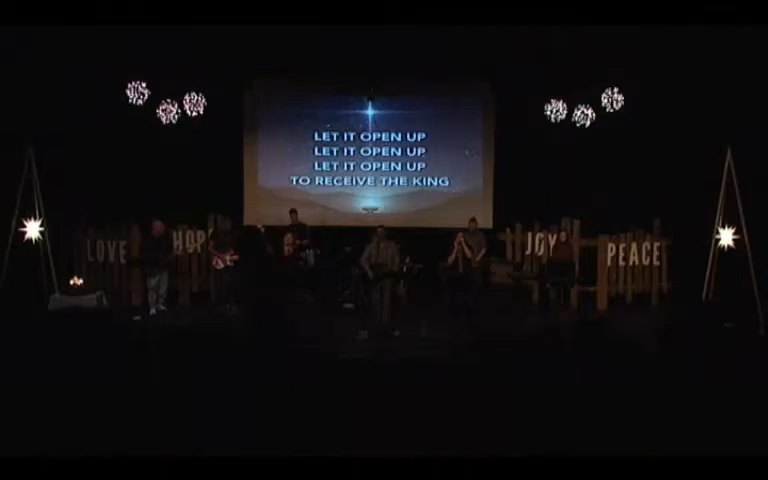 LET IT OPEN UP
LET IT OPEN UP
LET IT OPEN UP
TO RECEIVE THE KING
LOVE
HOPE
JOY
PEACE